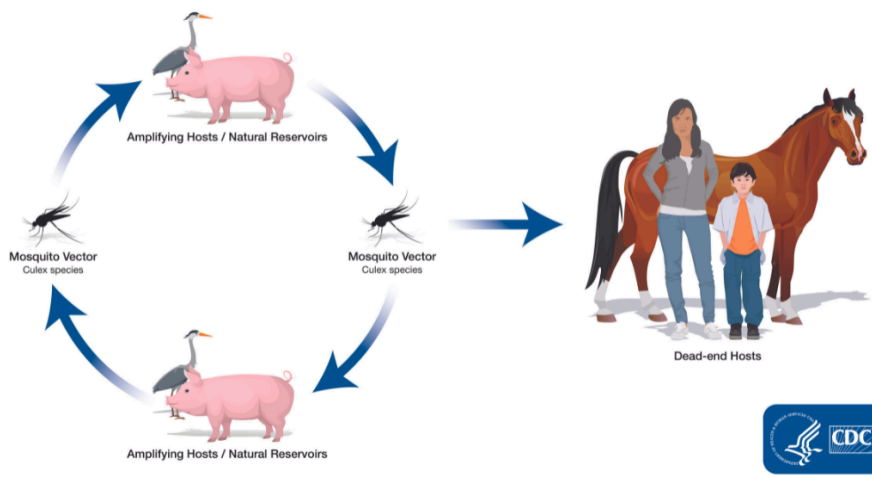 Amplifying Hosts / Natural Reservoirs
Mosquito Vector
Culex species
Mosquito Vector
Culex species
Dead-end Hosts
Amplifying Hosts / Natural Reservoirs
CDC